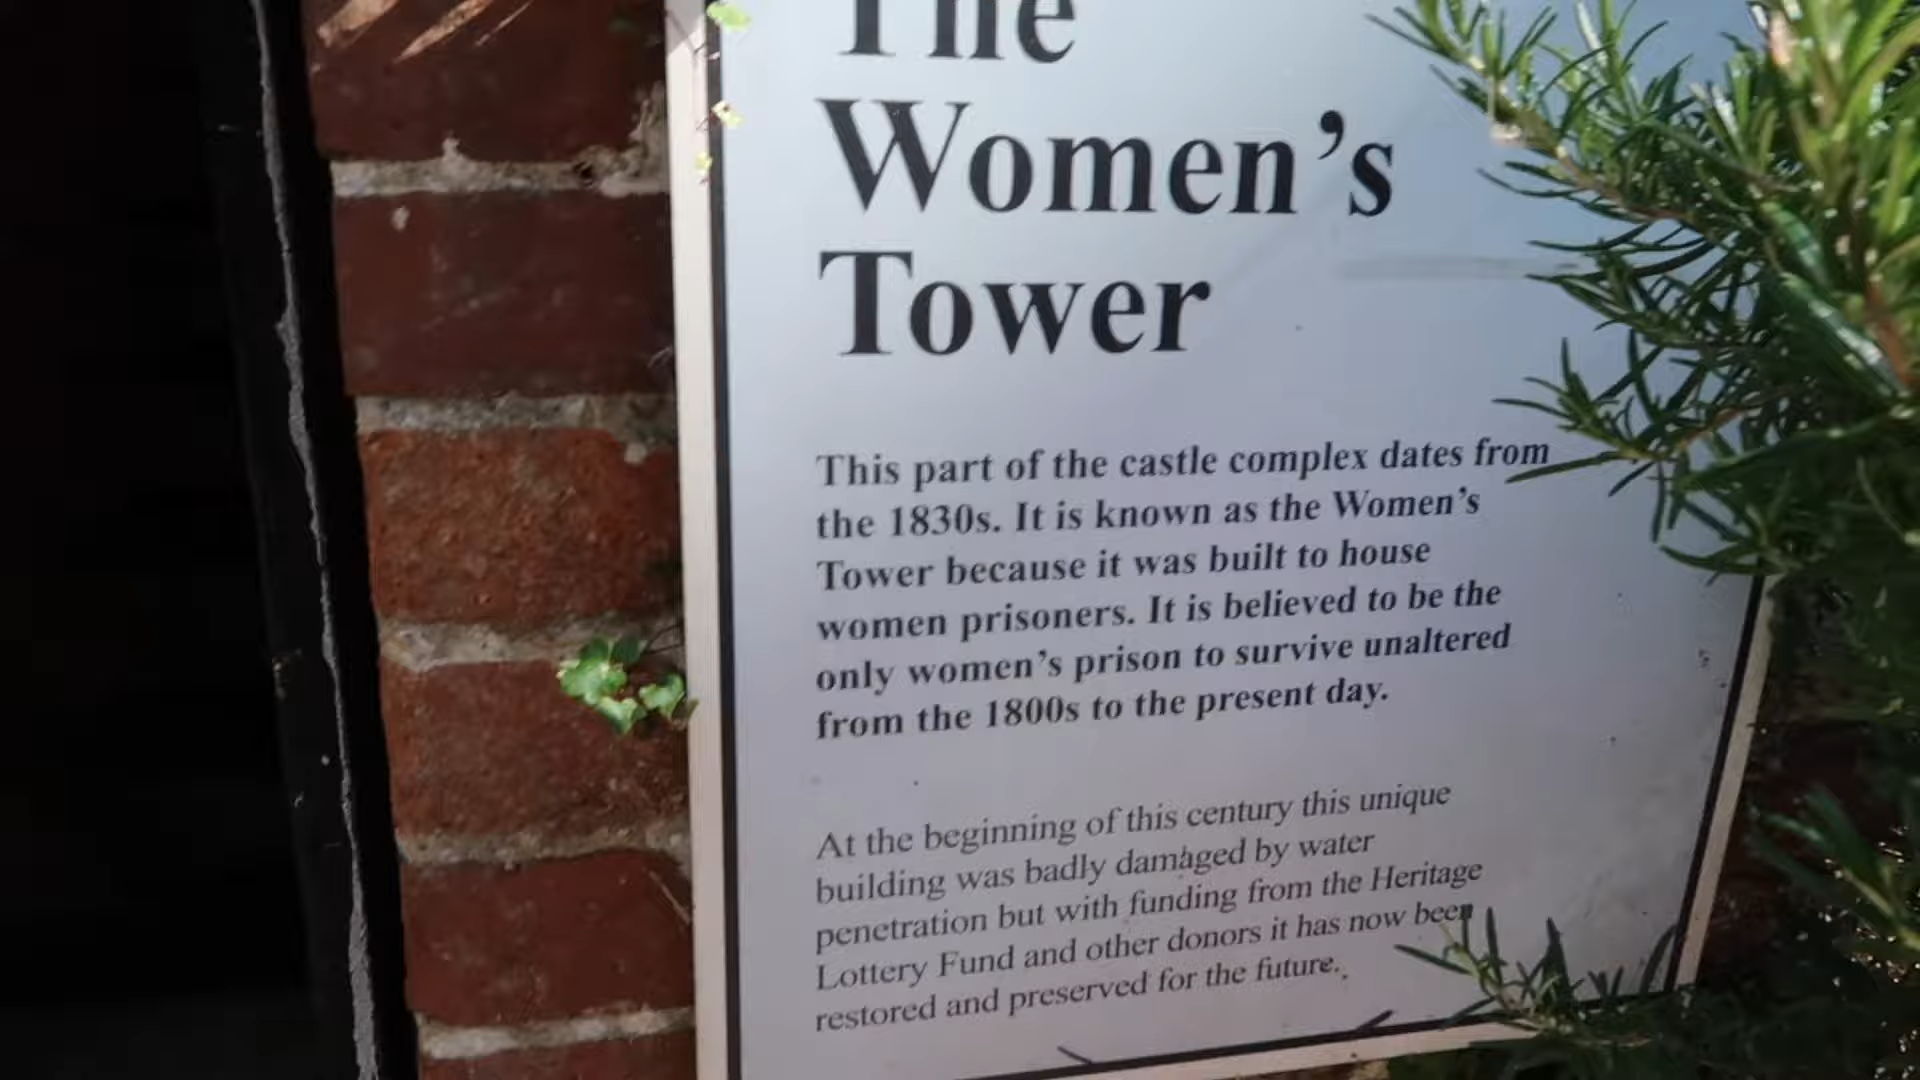 The
Women’s
Tower
This part of the castle complex dates from
the 1830s. It is known as the Women’s
Tower because it was built to house
women prisoners. It is believed to be the
only women’s prison to survive unaltered
from the 1800s to the present day.
At the beginning of this century this unique
building was badly damaged by water
penetration but with funding from the Heritage
Lottery Fund and other donors it has now been
restored and preserved for the future.